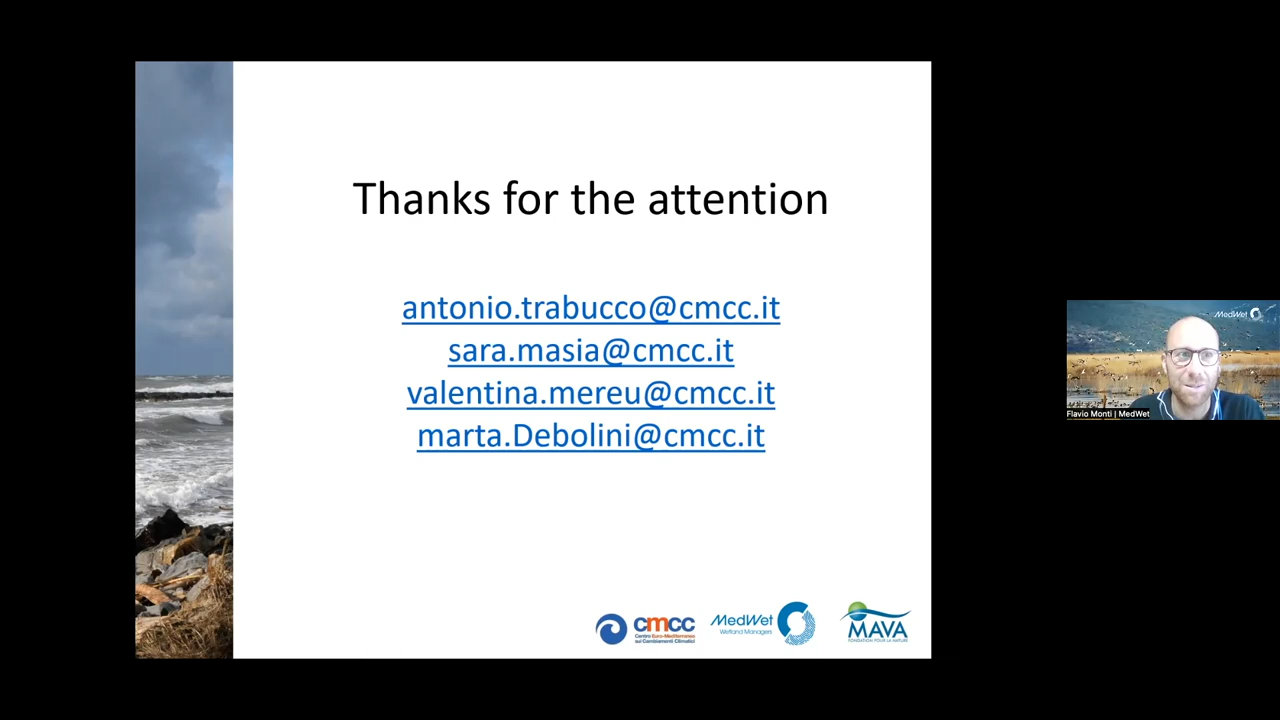 Thanks for the attention
antonio.trabucco@cmcc.it
sara.masia@cmcc.it
valentina.mereu@cmcc.it
marta.Debolini@cmcc.it
cmcc
Centro Euro-Mediterraneo
sui Cambiamenti Climatici
MedWet
Wetland Managers
MAVA
FONDATION POUR LA NATURE
MedWet
Flavio Monti | MedWet